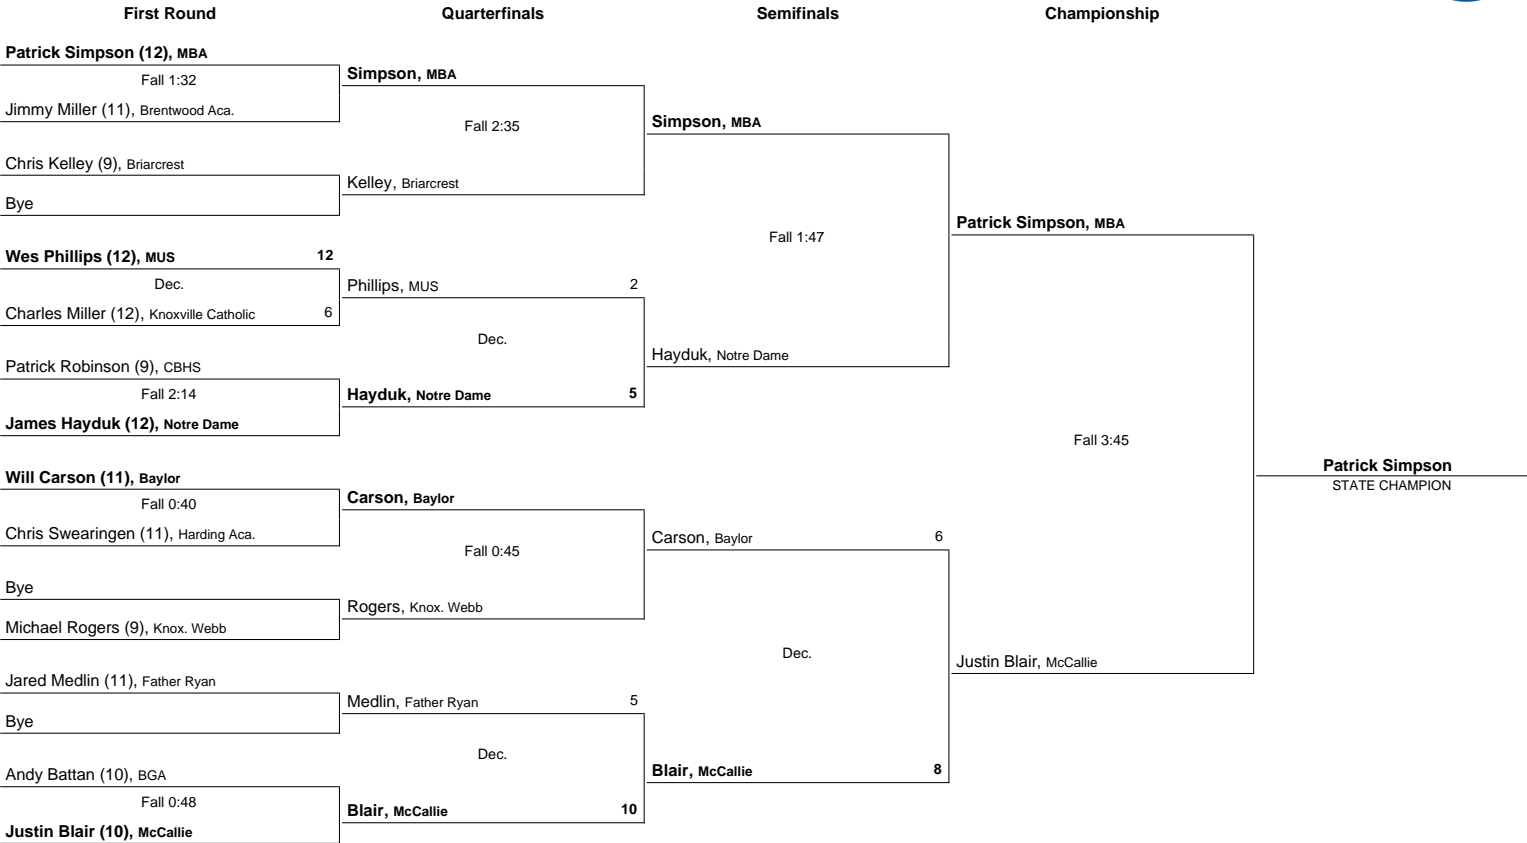 First Round Quarterfinals Semifinals Championship
Patrick Simpson (12), MBA
Fall 1:32
Jimmy Miller (11), Brentwood Aca.
Chris Kelley (9), Briarcrest
Bye
Wes Phillips (12), MUS 12
Dec.
Charles Miller (12), Knoxville Catholic 6
Patrick Robinson (9), CBHS
Fall 2:14
James Hayduk (12), Notre Dame
Will Carson (11), Baylor
Fall 0:40
Chris Swearingen (11), Harding Aca.
Bye
Michael Rogers (9), Knox. Webb
Jared Medlin (11), Father Ryan
Bye
Andy Battan (10), BGA
Fall 0:48
Justin Blair (10), McCallie
Simpson, MBA
Fall 2:35
Kelley, Briarcrest
Phillips, MUS 2
Dec.
Hayduk, Notre Dame 5
Carson, Baylor
Fall 0:45
Rogers, Knox. Webb
Medlin, Father Ryan 5
Dec.
Blair, McCallie 10
Simpson, MBA
Fall 1:47
Hayduk, Notre Dame
Carson, Baylor 6
Dec.
Blair, McCallie 8
Patrick Simpson, MBA
Fall 3:45
Justin Blair, McCallie
Patrick Simpson
STATE CHAMPION